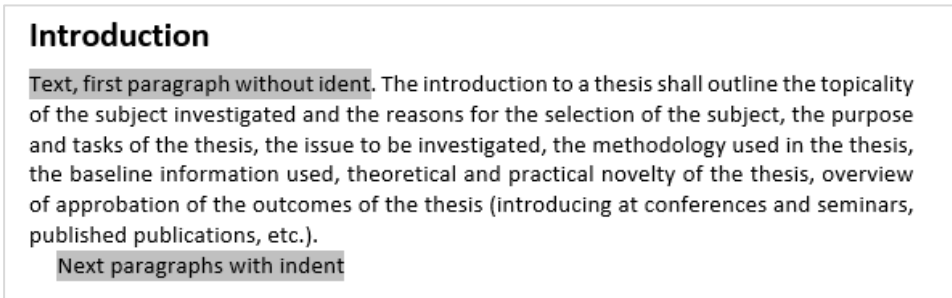 Introduction
Text, first paragraph without ident. The introduction to a thesis shall outline the topicality
of the subject investigated and the reasons for the selection of the subject, the purpose
and tasks of the thesis, the issue to be investigated, the methodology used in the thesis,
the baseline information used, theoretical and practical novelty of the thesis, overview
of approbation of the outcomes of the thesis (introducing at conferences and seminars,
published publications, etc.).
Next paragraphs with indent